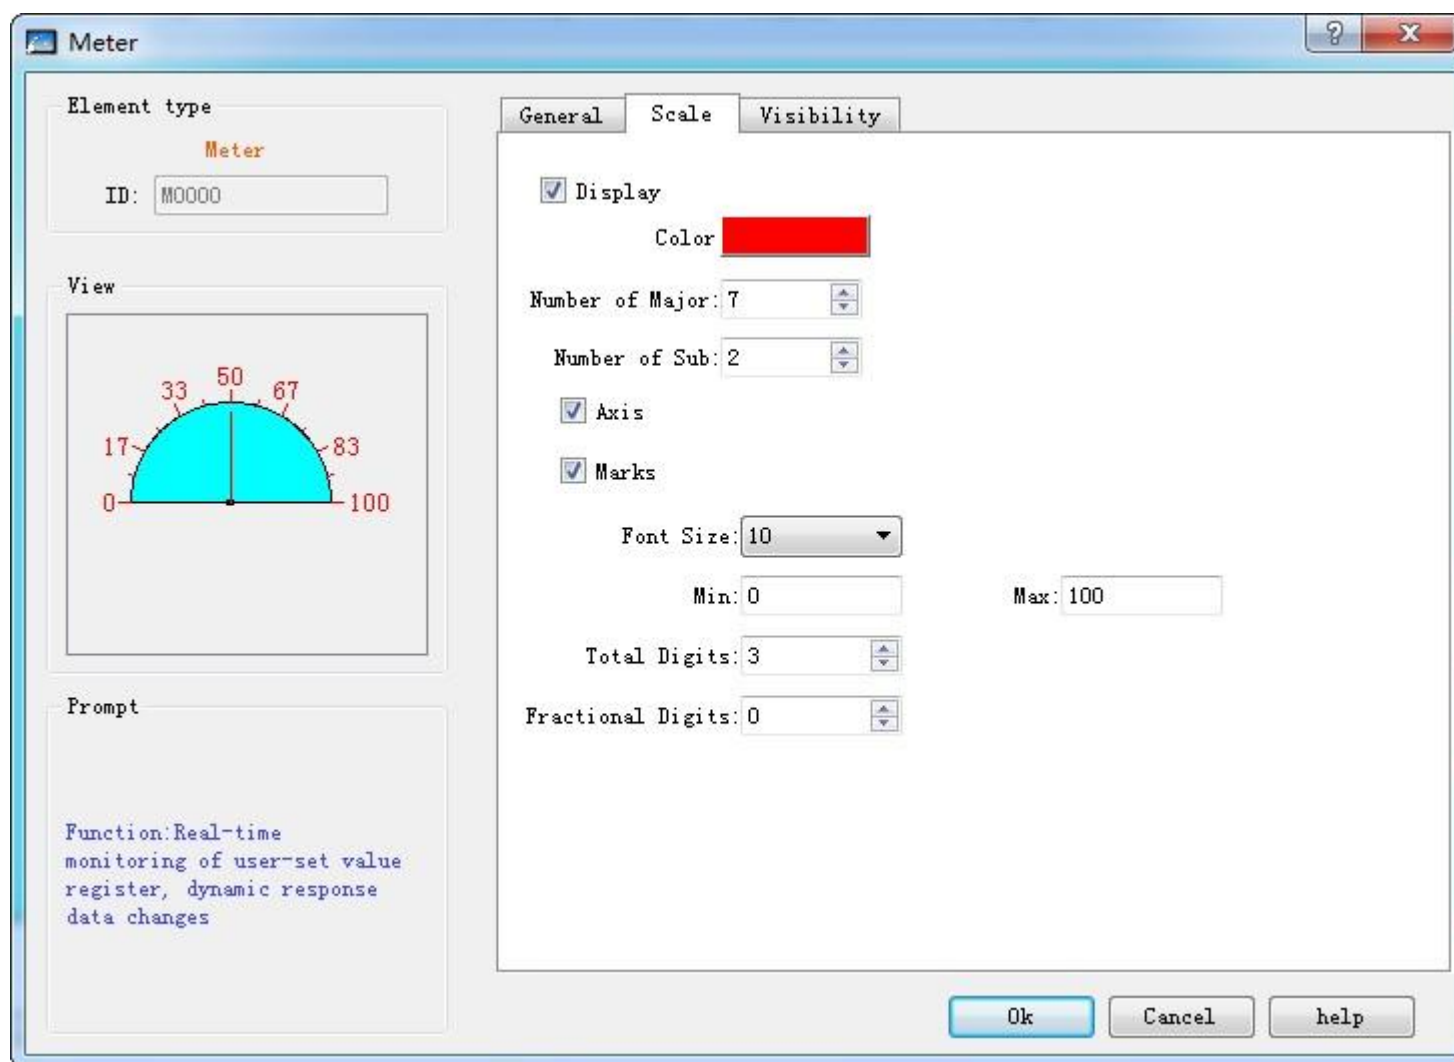 Meter
Element type
Meter
ID: M0000
View
50
33 67
17 83
0 100
Prompt
Function:Real-time
monitoring of user-set value
register, dynamic response
data changes
General Scale Visibility
Display
Color
Number of Major: 7
Number of Sub: 2
Axis
Marks
Font Size: 10
Min: 0 Max: 100
Total Digits: 3
Fractional Digits: 0
Ok Cancel help